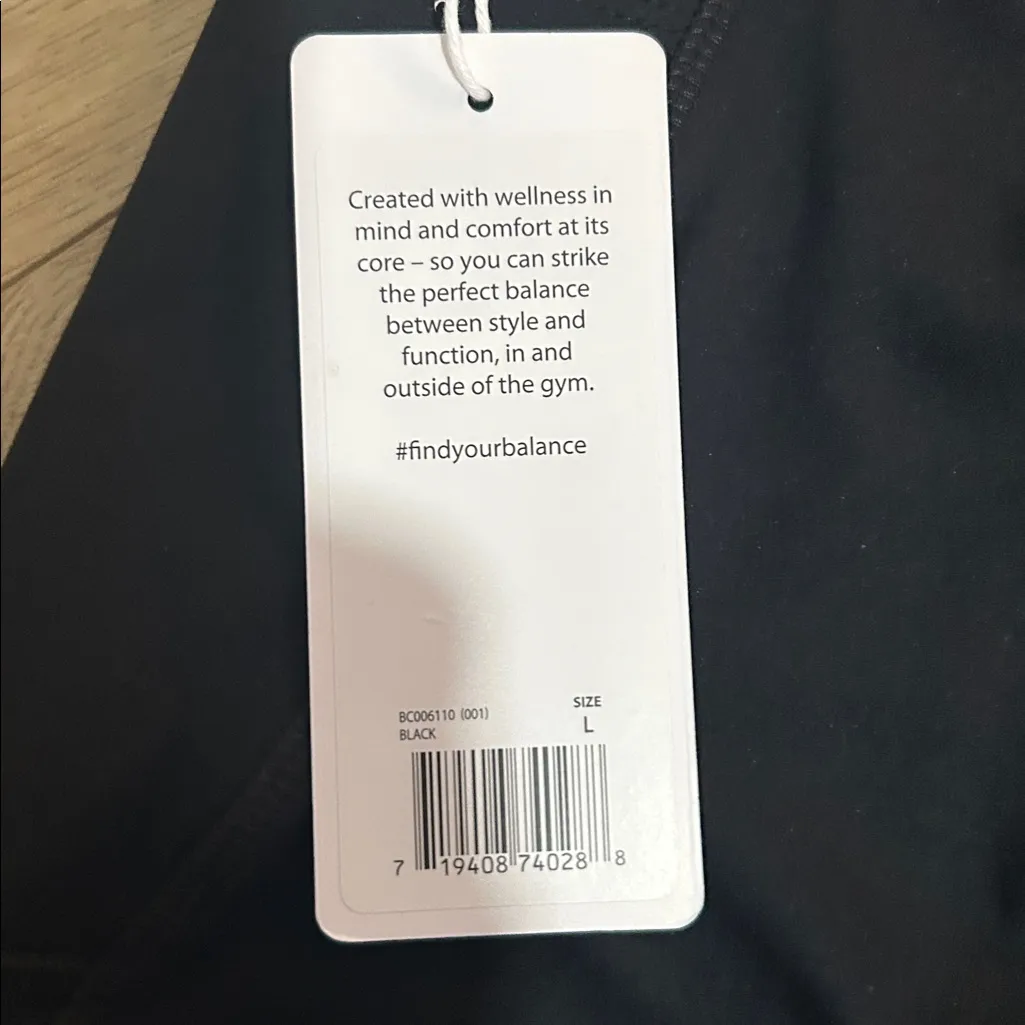 Created with wellness in
mind and comfort at its
core – so you can strike
the perfect balance
between style and
function, in and
outside of the gym.
#findyourbalance
BC006110 (001)
BLACK
SIZE
L
7 19408 74028 8